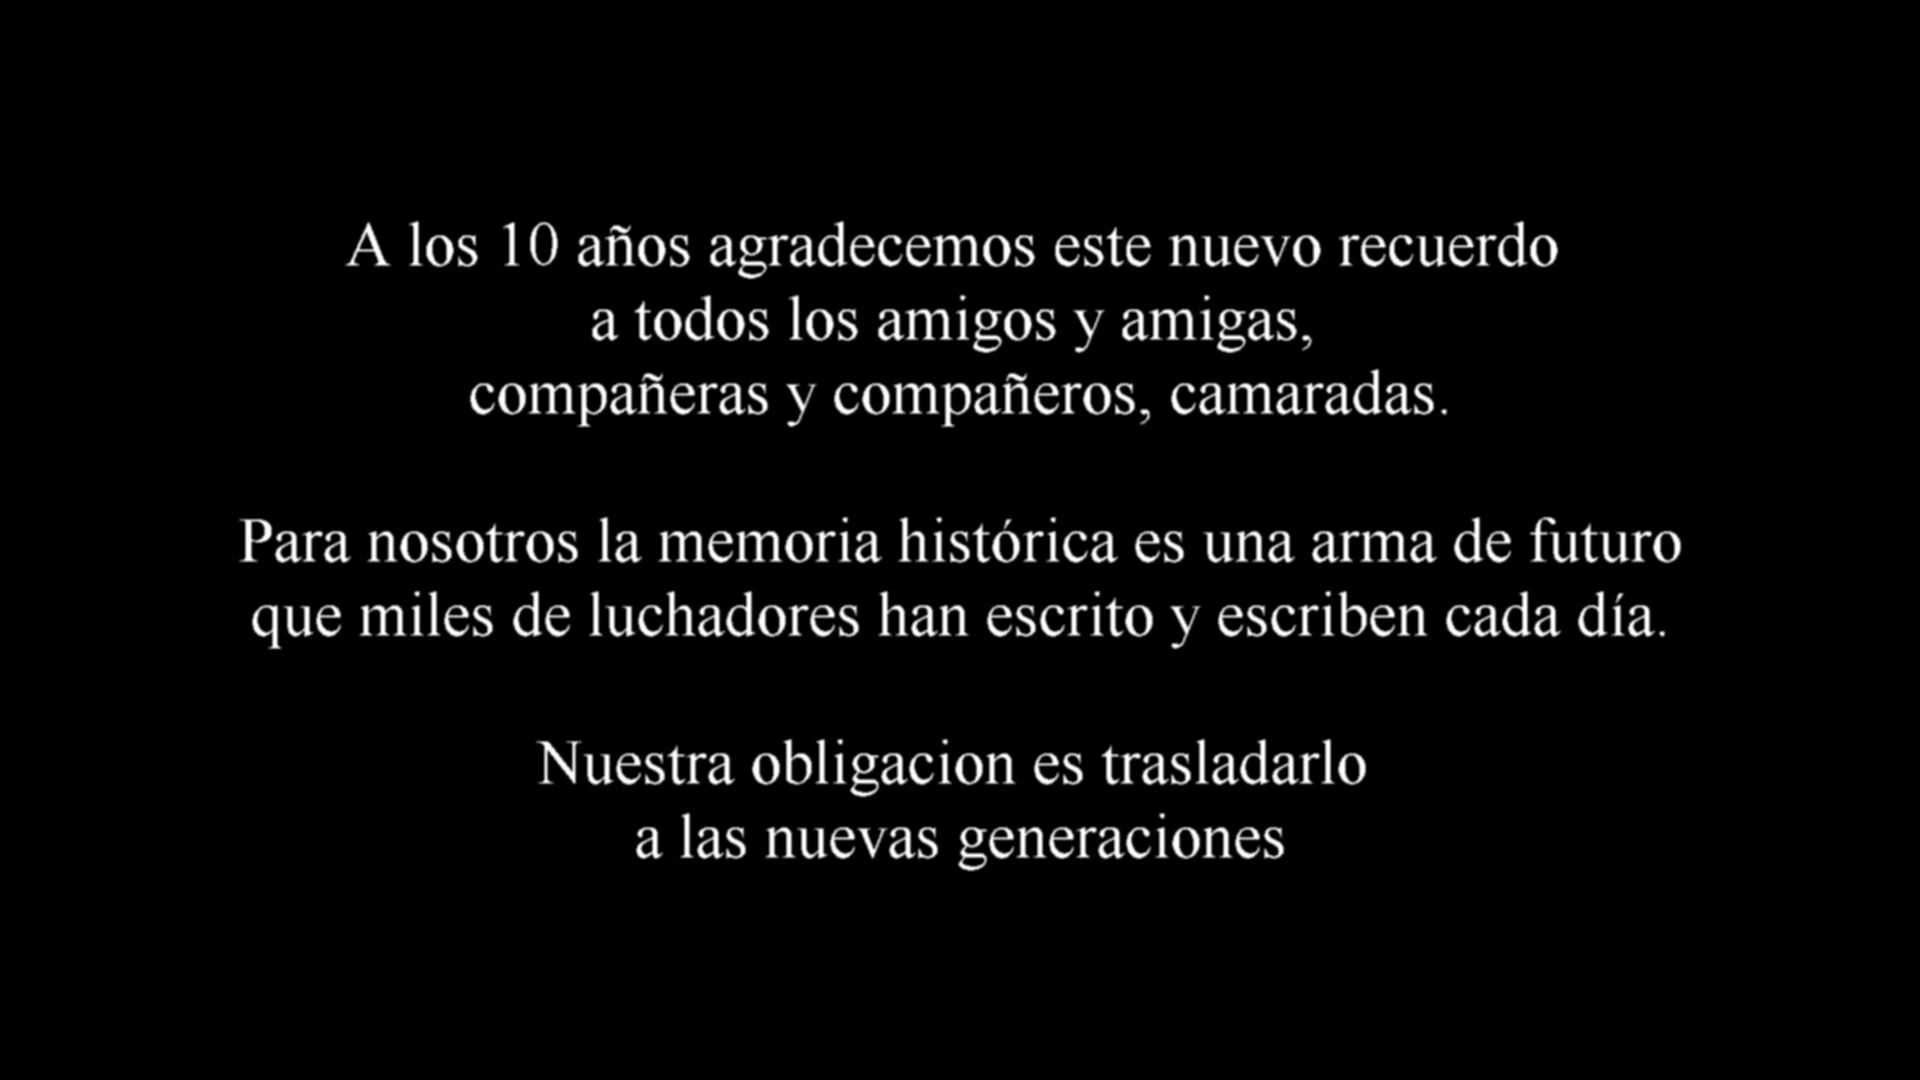 A los 10 años agradecemos este nuevo recuerdo
a todos los amigos y amigas,
compañeras y compañeros, camaradas.
Para nosotros la memoria histórica es una arma de futuro
que miles de luchadores han escrito y escriben cada día.
Nuestra obligacion es trasladarlo
a las nuevas generaciones